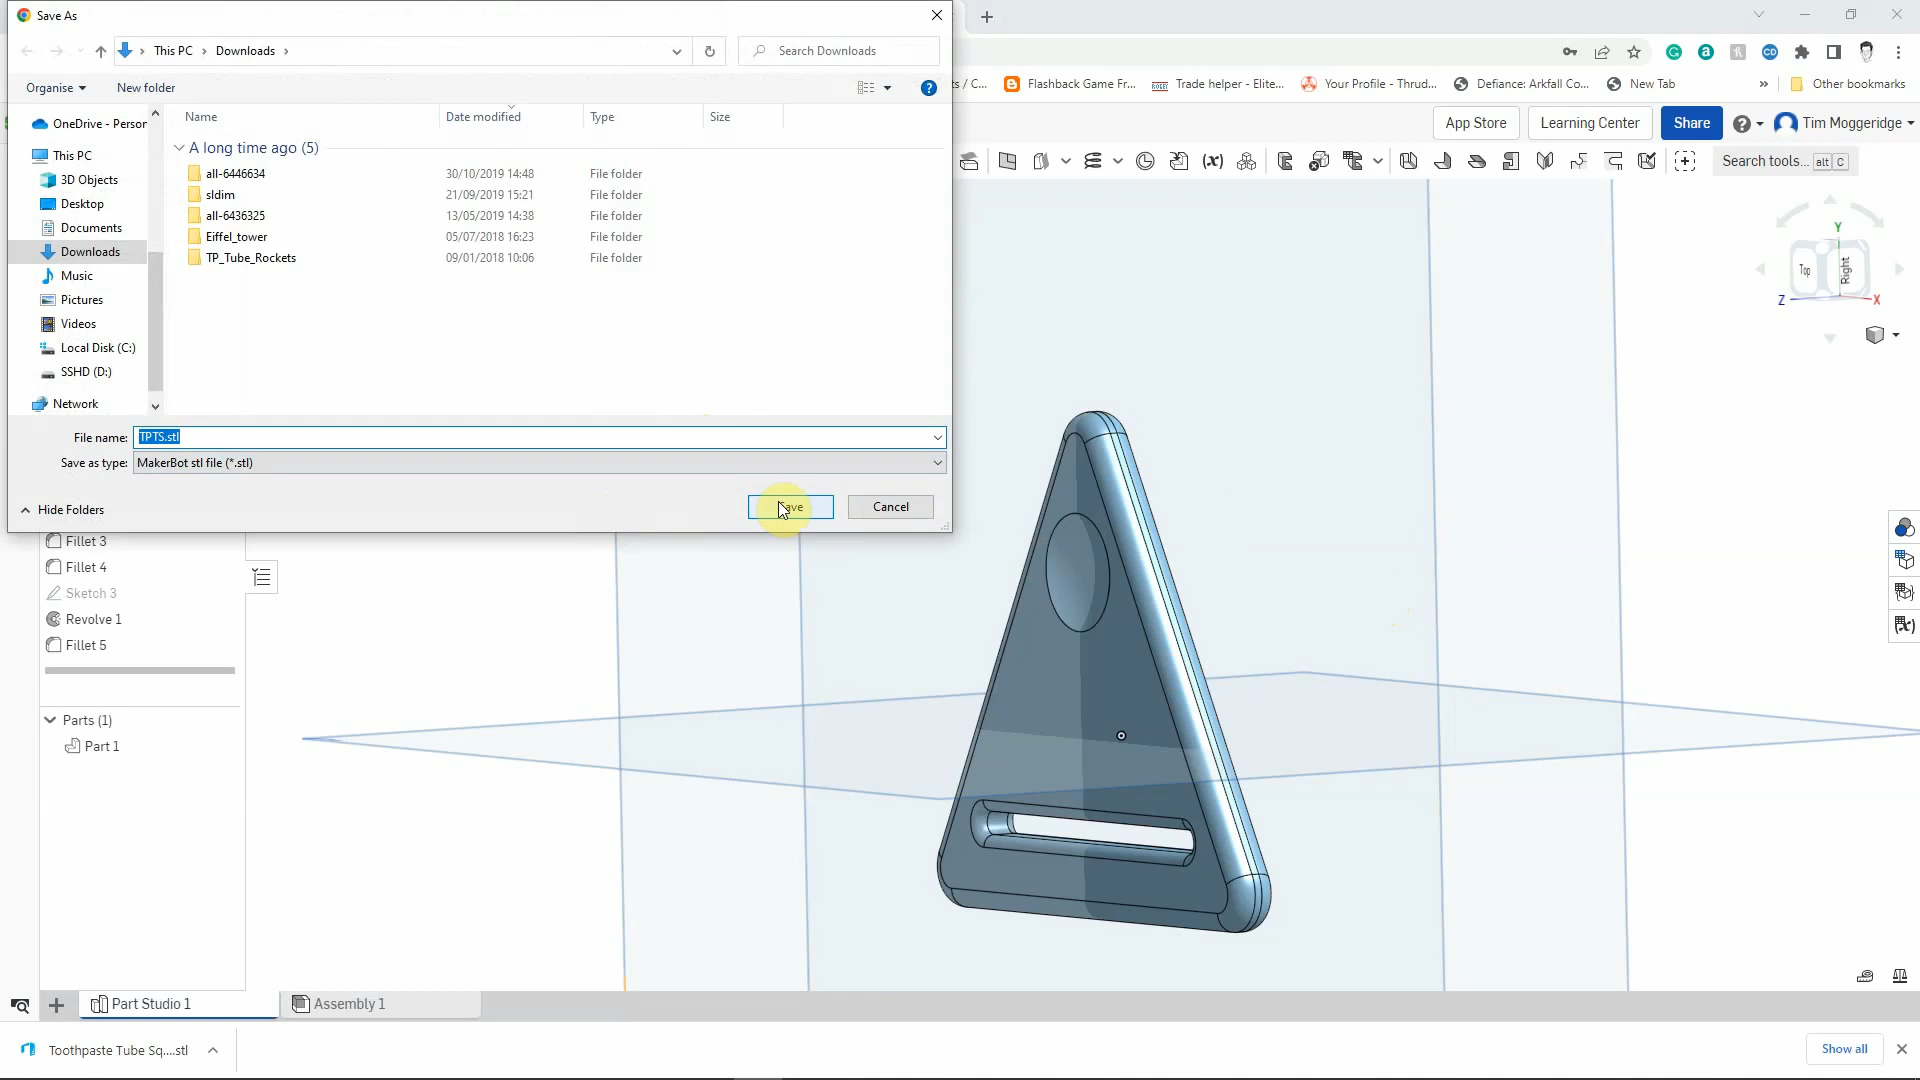 Save As
This PC
Downloads
Search Downloads
Organise
New folder
OneDrive - Person
This PC
3D Objects
Desktop
Documents
Downloads
Music
Pictures
Videos
Local Disk (C:)
SSHD (D:)
Network
Name
Date modified
Type
Size
A long time ago (5)
all-6446634 30/10/2019 14:48 File folder
sldim 21/09/2019 15:21 File folder
all-6436325 13/05/2019 14:38 File folder
Eiffel_tower 05/07/2018 16:23 File folder
TP_Tube_Rockets 09/01/2018 10:06 File folder
File name: TPTS.stl
Save as type: MakerBot stl file (*.stl)
Hide Folders
Save
Cancel
ts / C...
Flashback Game Fr...
Trade helper - Elite...
Your Profile - Thrud...
Defiance: Arkfall Co...
New Tab
Other bookmarks
App Store
Learning Center
Share
Tim Moggeridge
Search tools... alt C
Y
Top
Right
Z
X
Fillet 3
Fillet 4
Sketch 3
Revolve 1
Fillet 5
Parts (1)
Part 1
Part Studio 1
Assembly 1
Toothpaste Tube Sq....stl
Show all